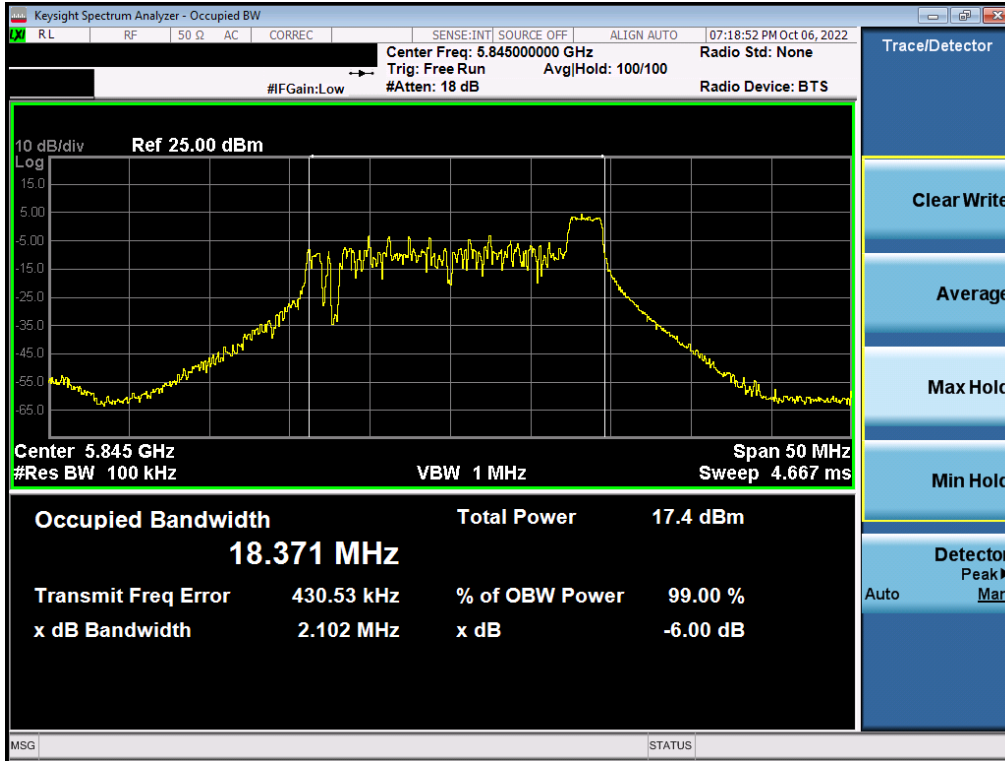 Keysight Spectrum Analyzer - Occupied BW
LXI RL RF 50 Ω AC CORREC SENSE:INT SOURCE OFF ALIGN AUTO 07:18:52 PM Oct 06, 2022
Center Freq: 5.845000000 GHz Radio Std: None
Trig: Free Run Avg|Hold: 100/100
#IFGain:Low #Atten: 18 dB Radio Device: BTS
Trace/Detector
10 dB/div Ref 25.00 dBm
Log
15.0
5.00
-5.00
-15.0
-25.0
-35.0
-45.0
-55.0
-65.0
Center 5.845 GHz Span 50 MHz
#Res BW 100 kHz VBW 1 MHz Sweep 4.667 ms
Occupied Bandwidth Total Power 17.4 dBm
18.371 MHz
Transmit Freq Error 430.53 kHz % of OBW Power 99.00 %
x dB Bandwidth 2.102 MHz x dB -6.00 dB
Clear Write
Average
Max Hold
Min Hold
Detector
Peak▶
Auto Man
MSG STATUS